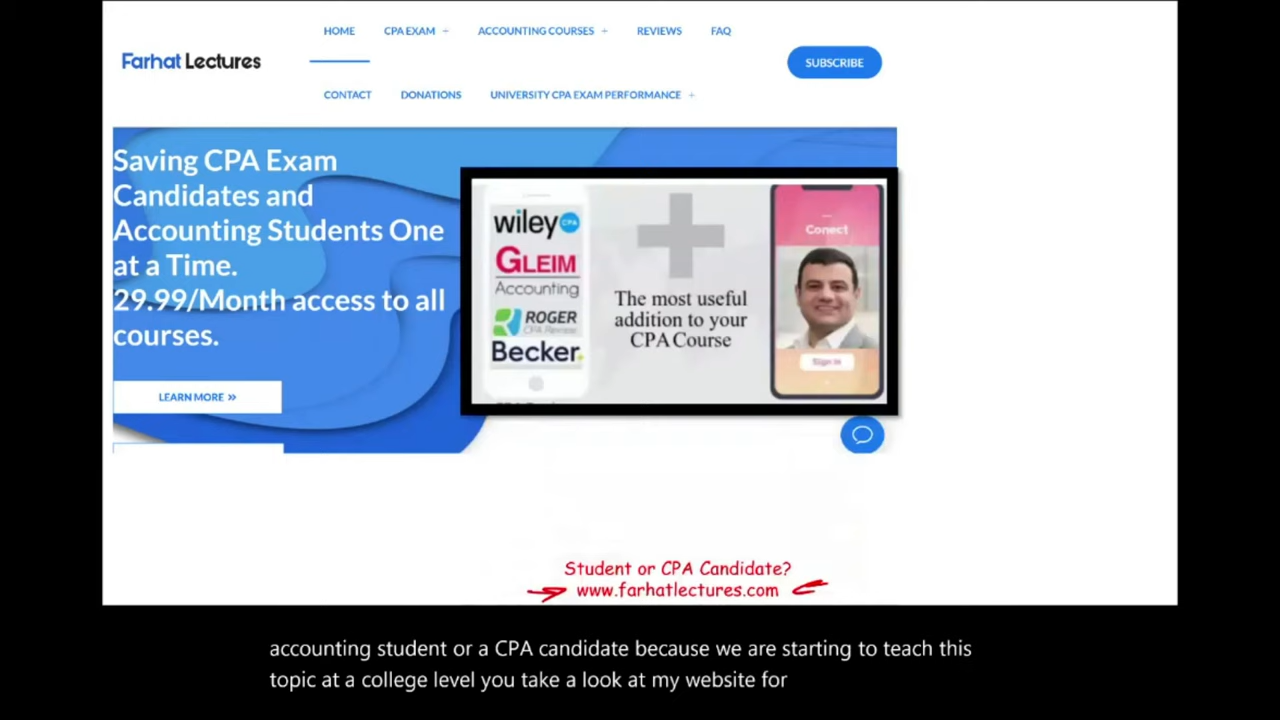 HOME CPA EXAM + ACCOUNTING COURSES + REVIEWS FAQ
Farhat Lectures
SUBSCRIBE
CONTACT DONATIONS UNIVERSITY CPA EXAM PERFORMANCE +
Saving CPA Exam
Candidates and
Accounting Students One
at a Time.
29.99/Month access to all
courses.
LEARN MORE »
wiley CPA
GLEIM
Accounting
ROGER
CPA Review
Becker
The most useful
addition to your
CPA Course
Conect
Sign in
Student or CPA Candidate?
www.farhatlectures.com
accounting student or a CPA candidate because we are starting to teach this
topic at a college level you take a look at my website for